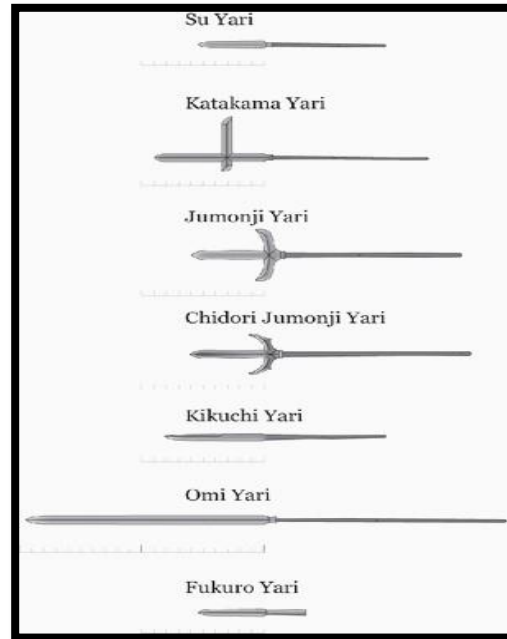 Su Yari
Katakama Yari
Jumonji Yari
Chidori Jumonji Yari
Kikuchi Yari
Omi Yari
Fukuro Yari